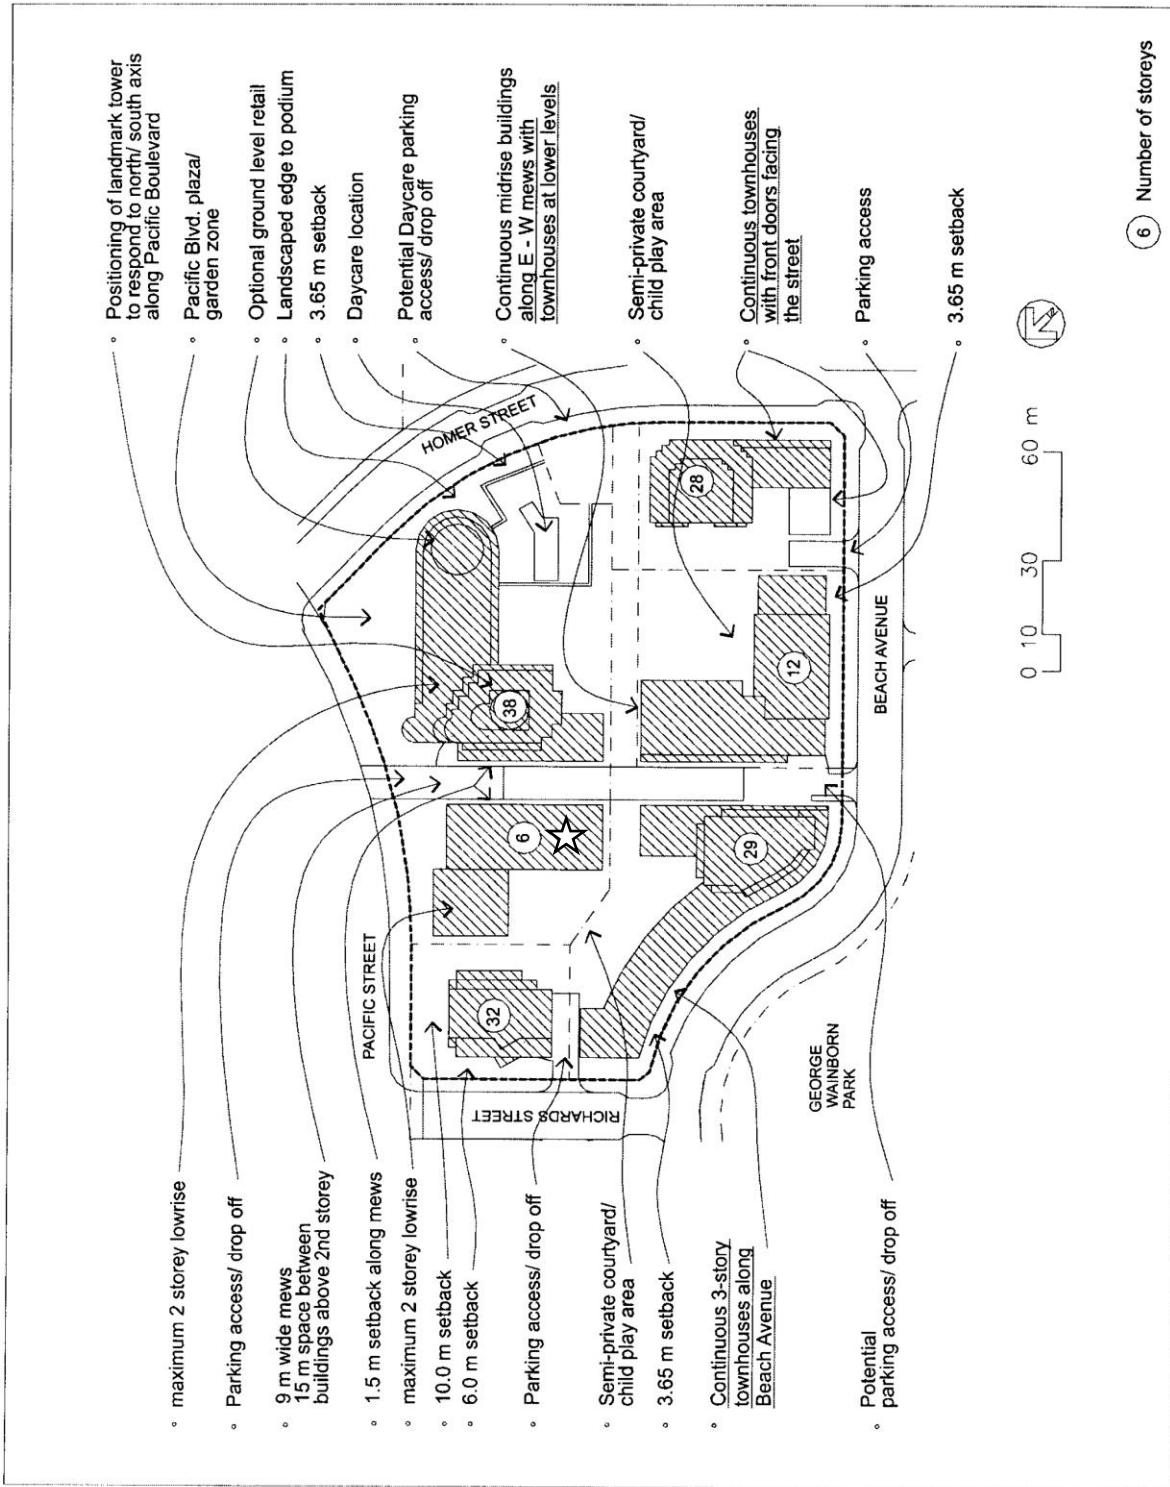 Positioning of landmark tower
to respond to north/ south axis
along Pacific Boulevard
Pacific Blvd. plaza/
garden zone
Optional ground level retail
Landscaped edge to podium
3.65 m setback
Daycare location
Potential Daycare parking
access/ drop off
Continuous midrise buildings
along E - W mews with
townhouses at lower levels
Semi-private courtyard/
child play area
Continuous townhouses
with front doors facing
the street
Parking access
3.65 m setback
HOMER STREET
PACIFIC STREET
RICHARDS STREET
BEACH AVENUE
GEORGE
WAINBORN
PARK
38
28
6
12
32
29
maximum 2 storey lowrise
Parking access/ drop off
9 m wide mews
15 m space between
buildings above 2nd storey
1.5 m setback along mews
maximum 2 storey lowrise
10.0 m setback
6.0 m setback
Parking access/ drop off
Semi-private courtyard/
child play area
3.65 m setback
Continuous 3-story
townhouses along
Beach Avenue
Potential
parking access/ drop off
0 10 30 60 m
6 Number of storeys